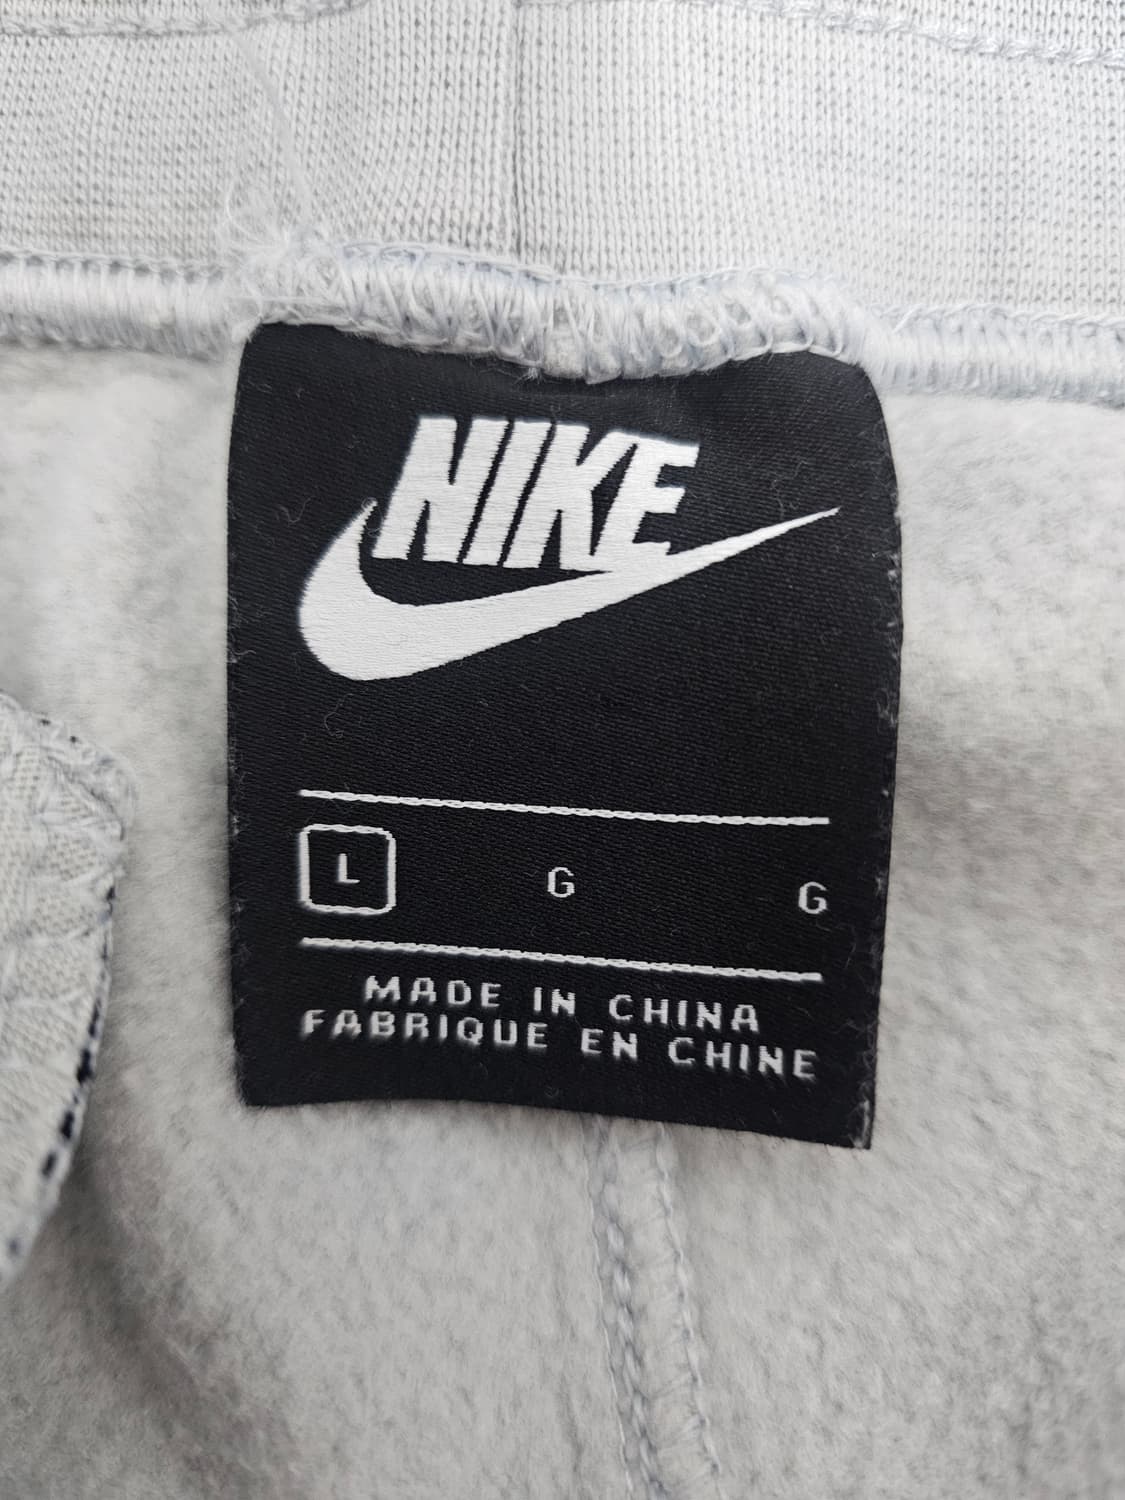 NIKE
L G G
MADE IN CHINA
FABRIQUE EN CHINE